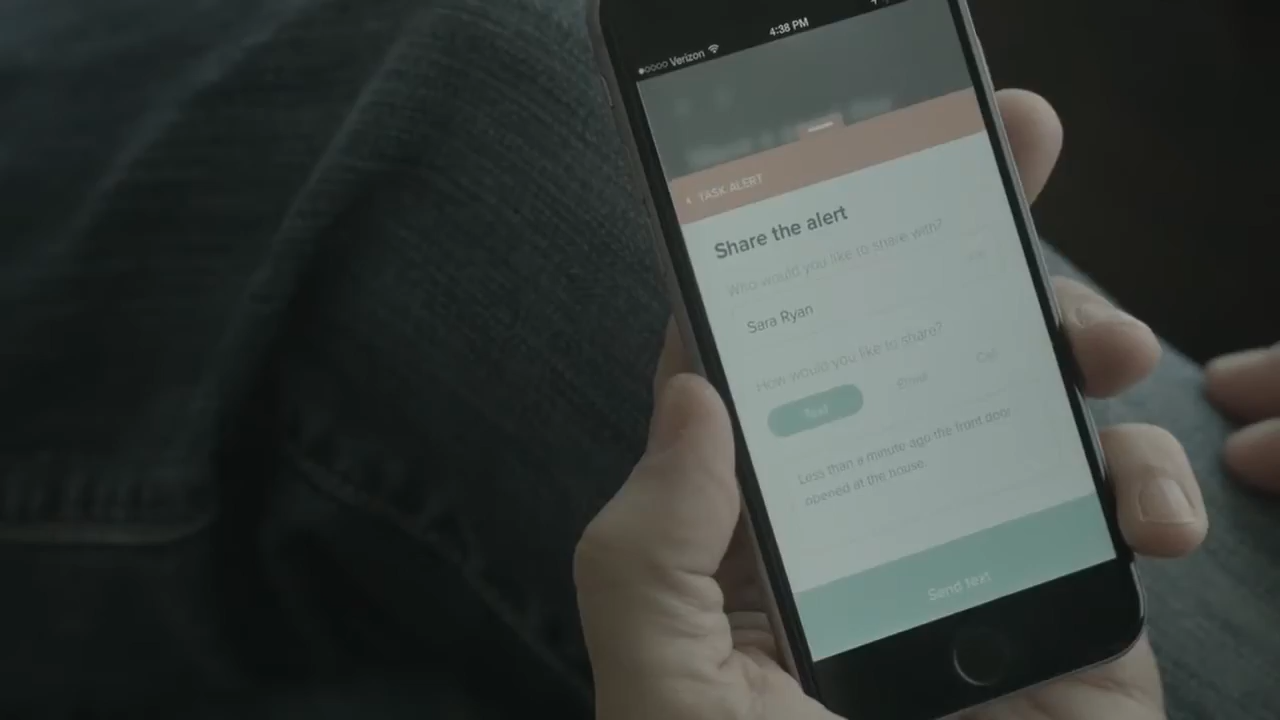 Verizon 4:38 PM
TASK ALERT
Share the alert
Who would you like to share with?
Sara Ryan
How would you like to share?
Text Email Call
Less than a minute ago the front door
opened at the house.
Send text